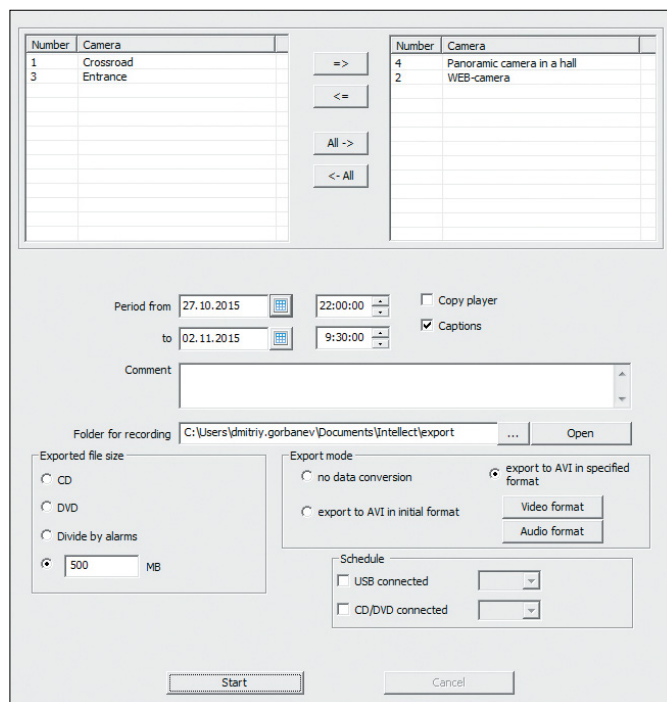 Number Camera
1 Crossroad
3 Entrance
=>
<=
All ->
<- All
Number Camera
4 Panoramic camera in a hall
2 WEB-camera
Period from 27.10.2015 22:00:00
to 02.11.2015 9:30:00
Copy player
Captions
Comment
Folder for recording C:\Users\dmitriy.gorbanev\Documents\Intellect\export ... Open
Exported file size
CD
DVD
Divide by alarms
500 MB
Export mode
no data conversion
export to AVI in initial format
export to AVI in specified
format
Video format
Audio format
Schedule
USB connected
CD/DVD connected
Start Cancel